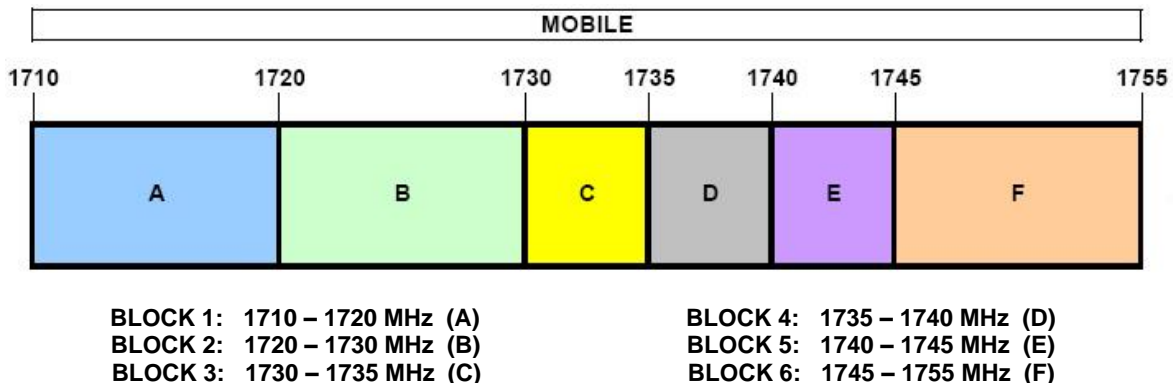 MOBILE
1710 1720 1730 1735 1740 1745 1755
A B C D E F
BLOCK 1: 1710 – 1720 MHz (A)
BLOCK 2: 1720 – 1730 MHz (B)
BLOCK 3: 1730 – 1735 MHz (C)
BLOCK 4: 1735 – 1740 MHz (D)
BLOCK 5: 1740 – 1745 MHz (E)
BLOCK 6: 1745 – 1755 MHz (F)